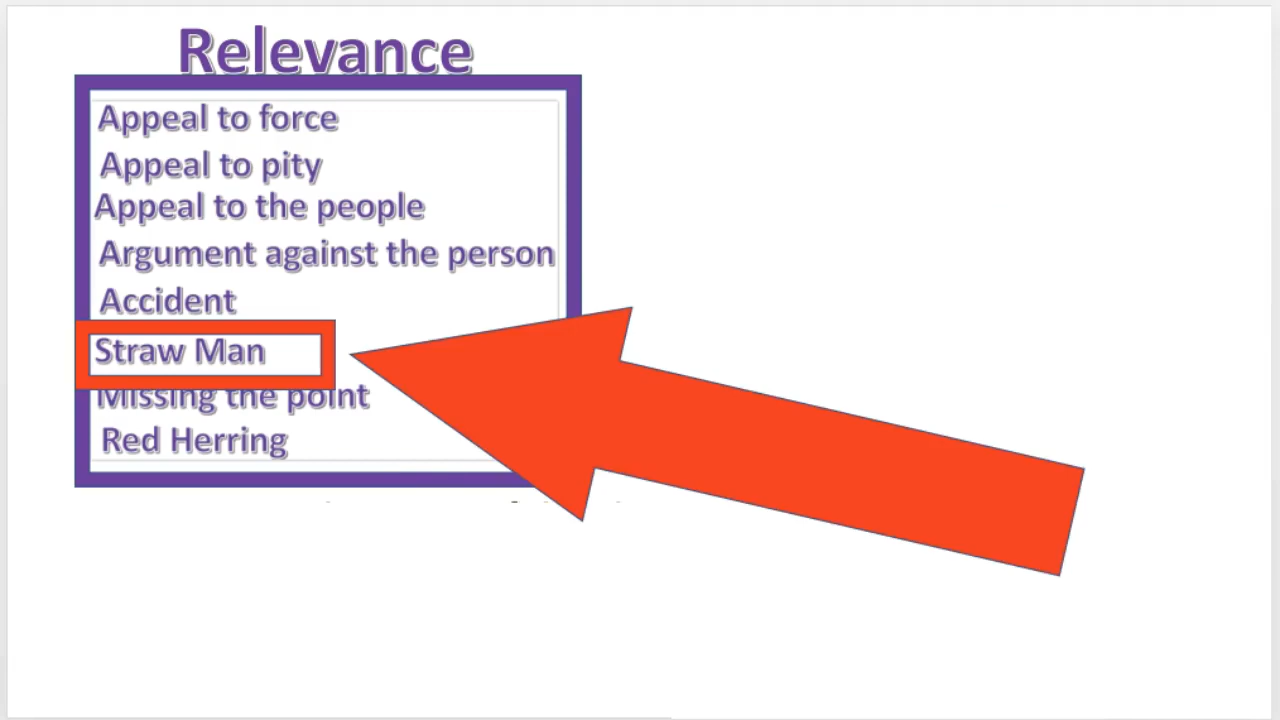 Relevance
Appeal to force
Appeal to pity
Appeal to the people
Argument against the person
Accident
Straw Man
Missing the point
Red Herring